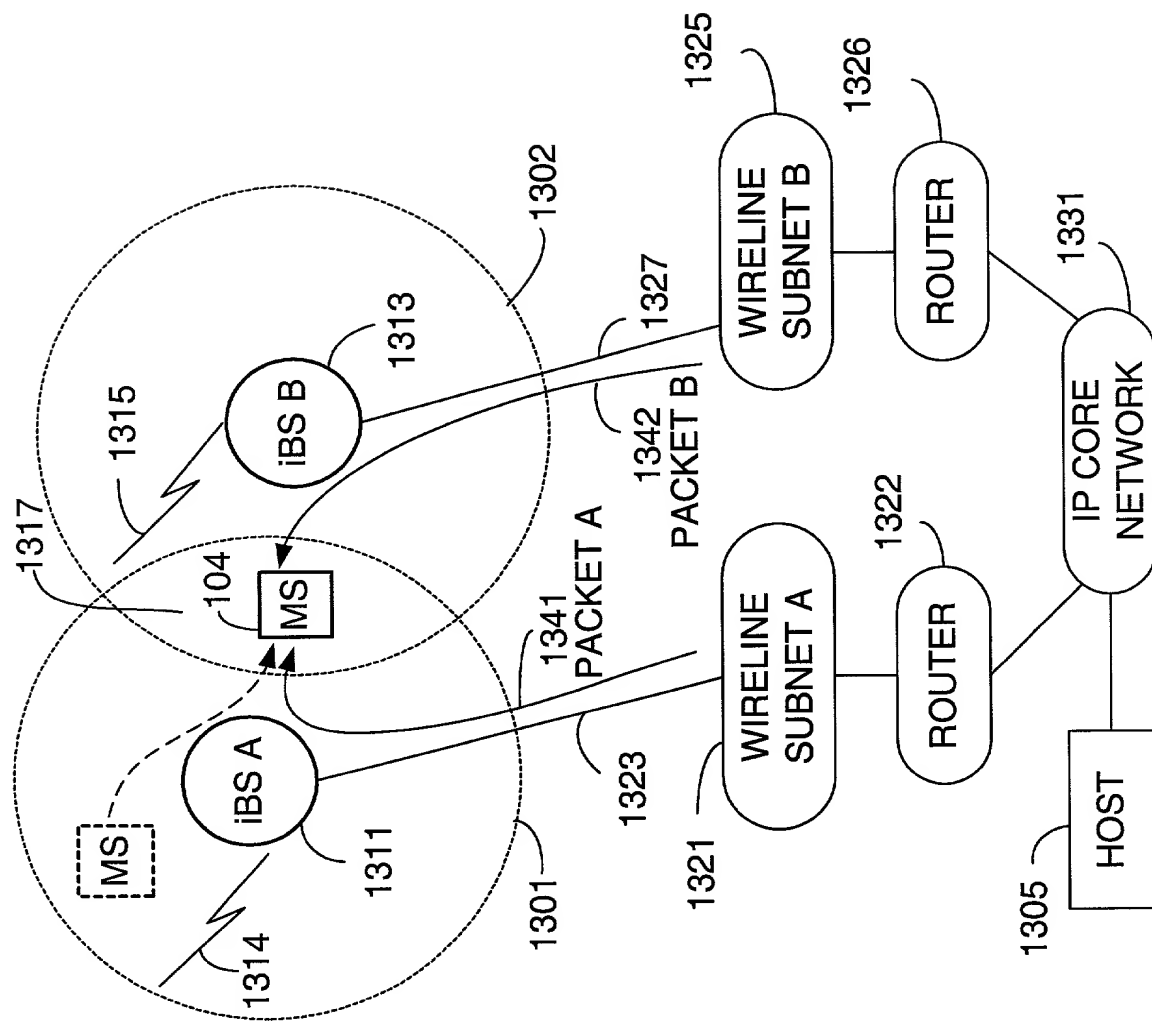 1317
1315
MS
104
1314
iBS A
iBS B
MS
1311
1313
1301
1302
1341
PACKET A
1323
1327
1342
PACKET B
1321
1325
WIRELINE
SUBNET A
WIRELINE
SUBNET B
1322
1326
ROUTER
ROUTER
1305
1331
HOST
IP CORE
NETWORK